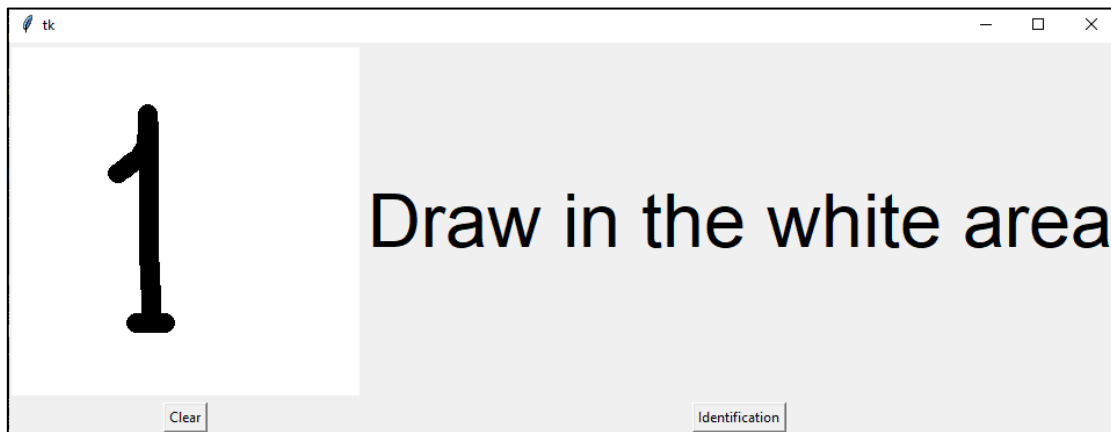 tk
1
Draw in the white area
Clear
Identification